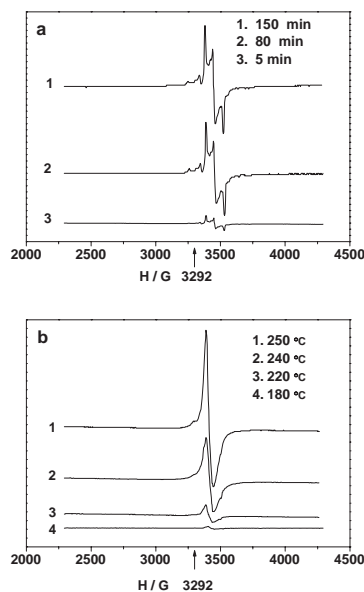 a
1. 150 min
2. 80 min
3. 5 min
1
2
3
2000 2500 3000 3500 4000 4500
H / G 3292
b
1. 250 °C
2. 240 °C
3. 220 °C
4. 180 °C
1
2
3
4
2000 2500 3000 3500 4000 4500
H / G 3292